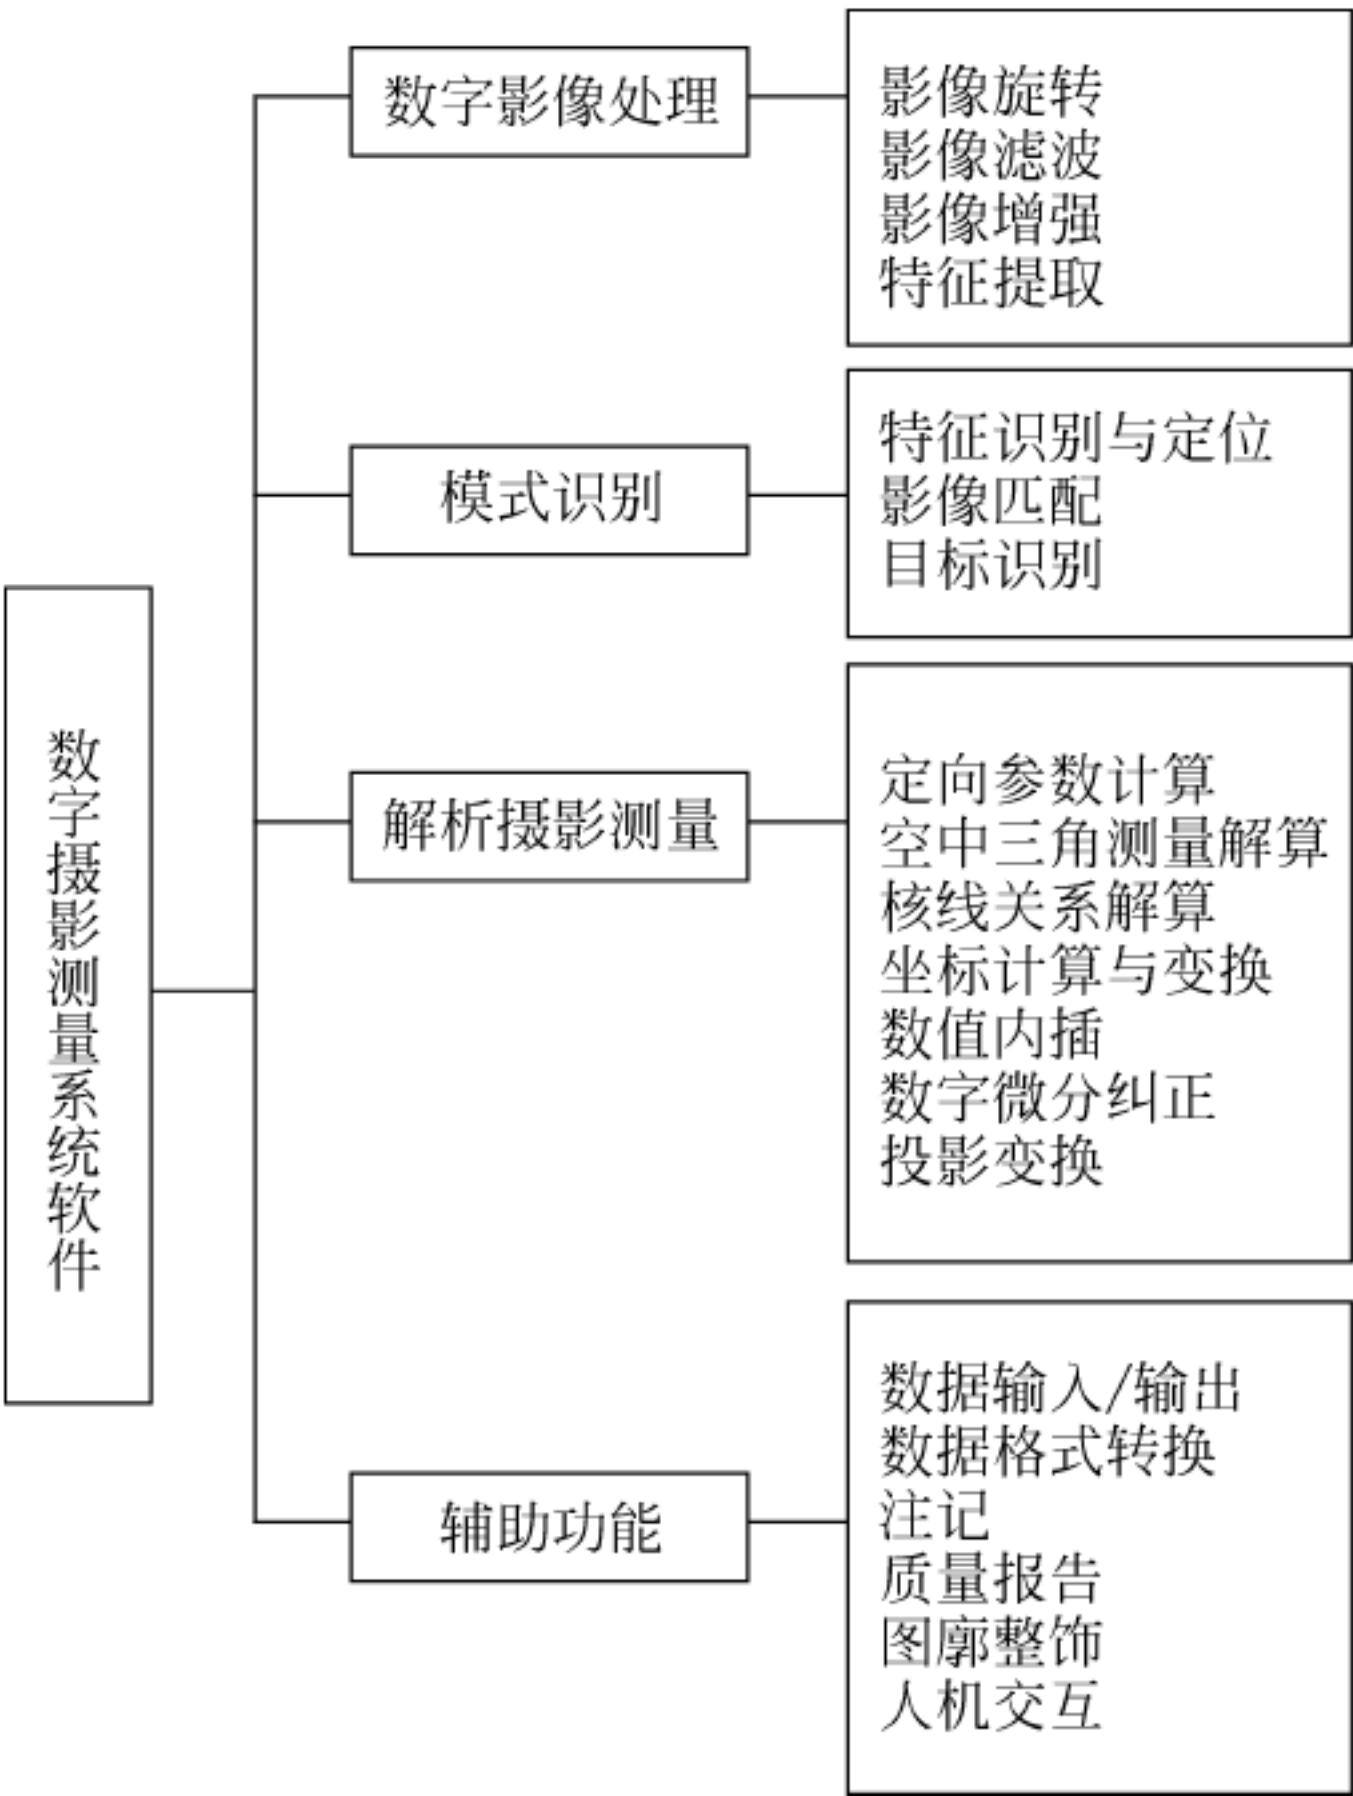 数字摄影测量系统软件
数字影像处理
影像旋转
影像滤波
影像增强
特征提取
模式识别
特征识别与定位
影像匹配
目标识别
解析摄影测量
定向参数计算
空中三角测量解算
核线关系解算
坐标计算与变换
数值内插
数字微分纠正
投影变换
辅助功能
数据输入/输出
数据格式转换
注记
质量报告
图廓整饰
人机交互